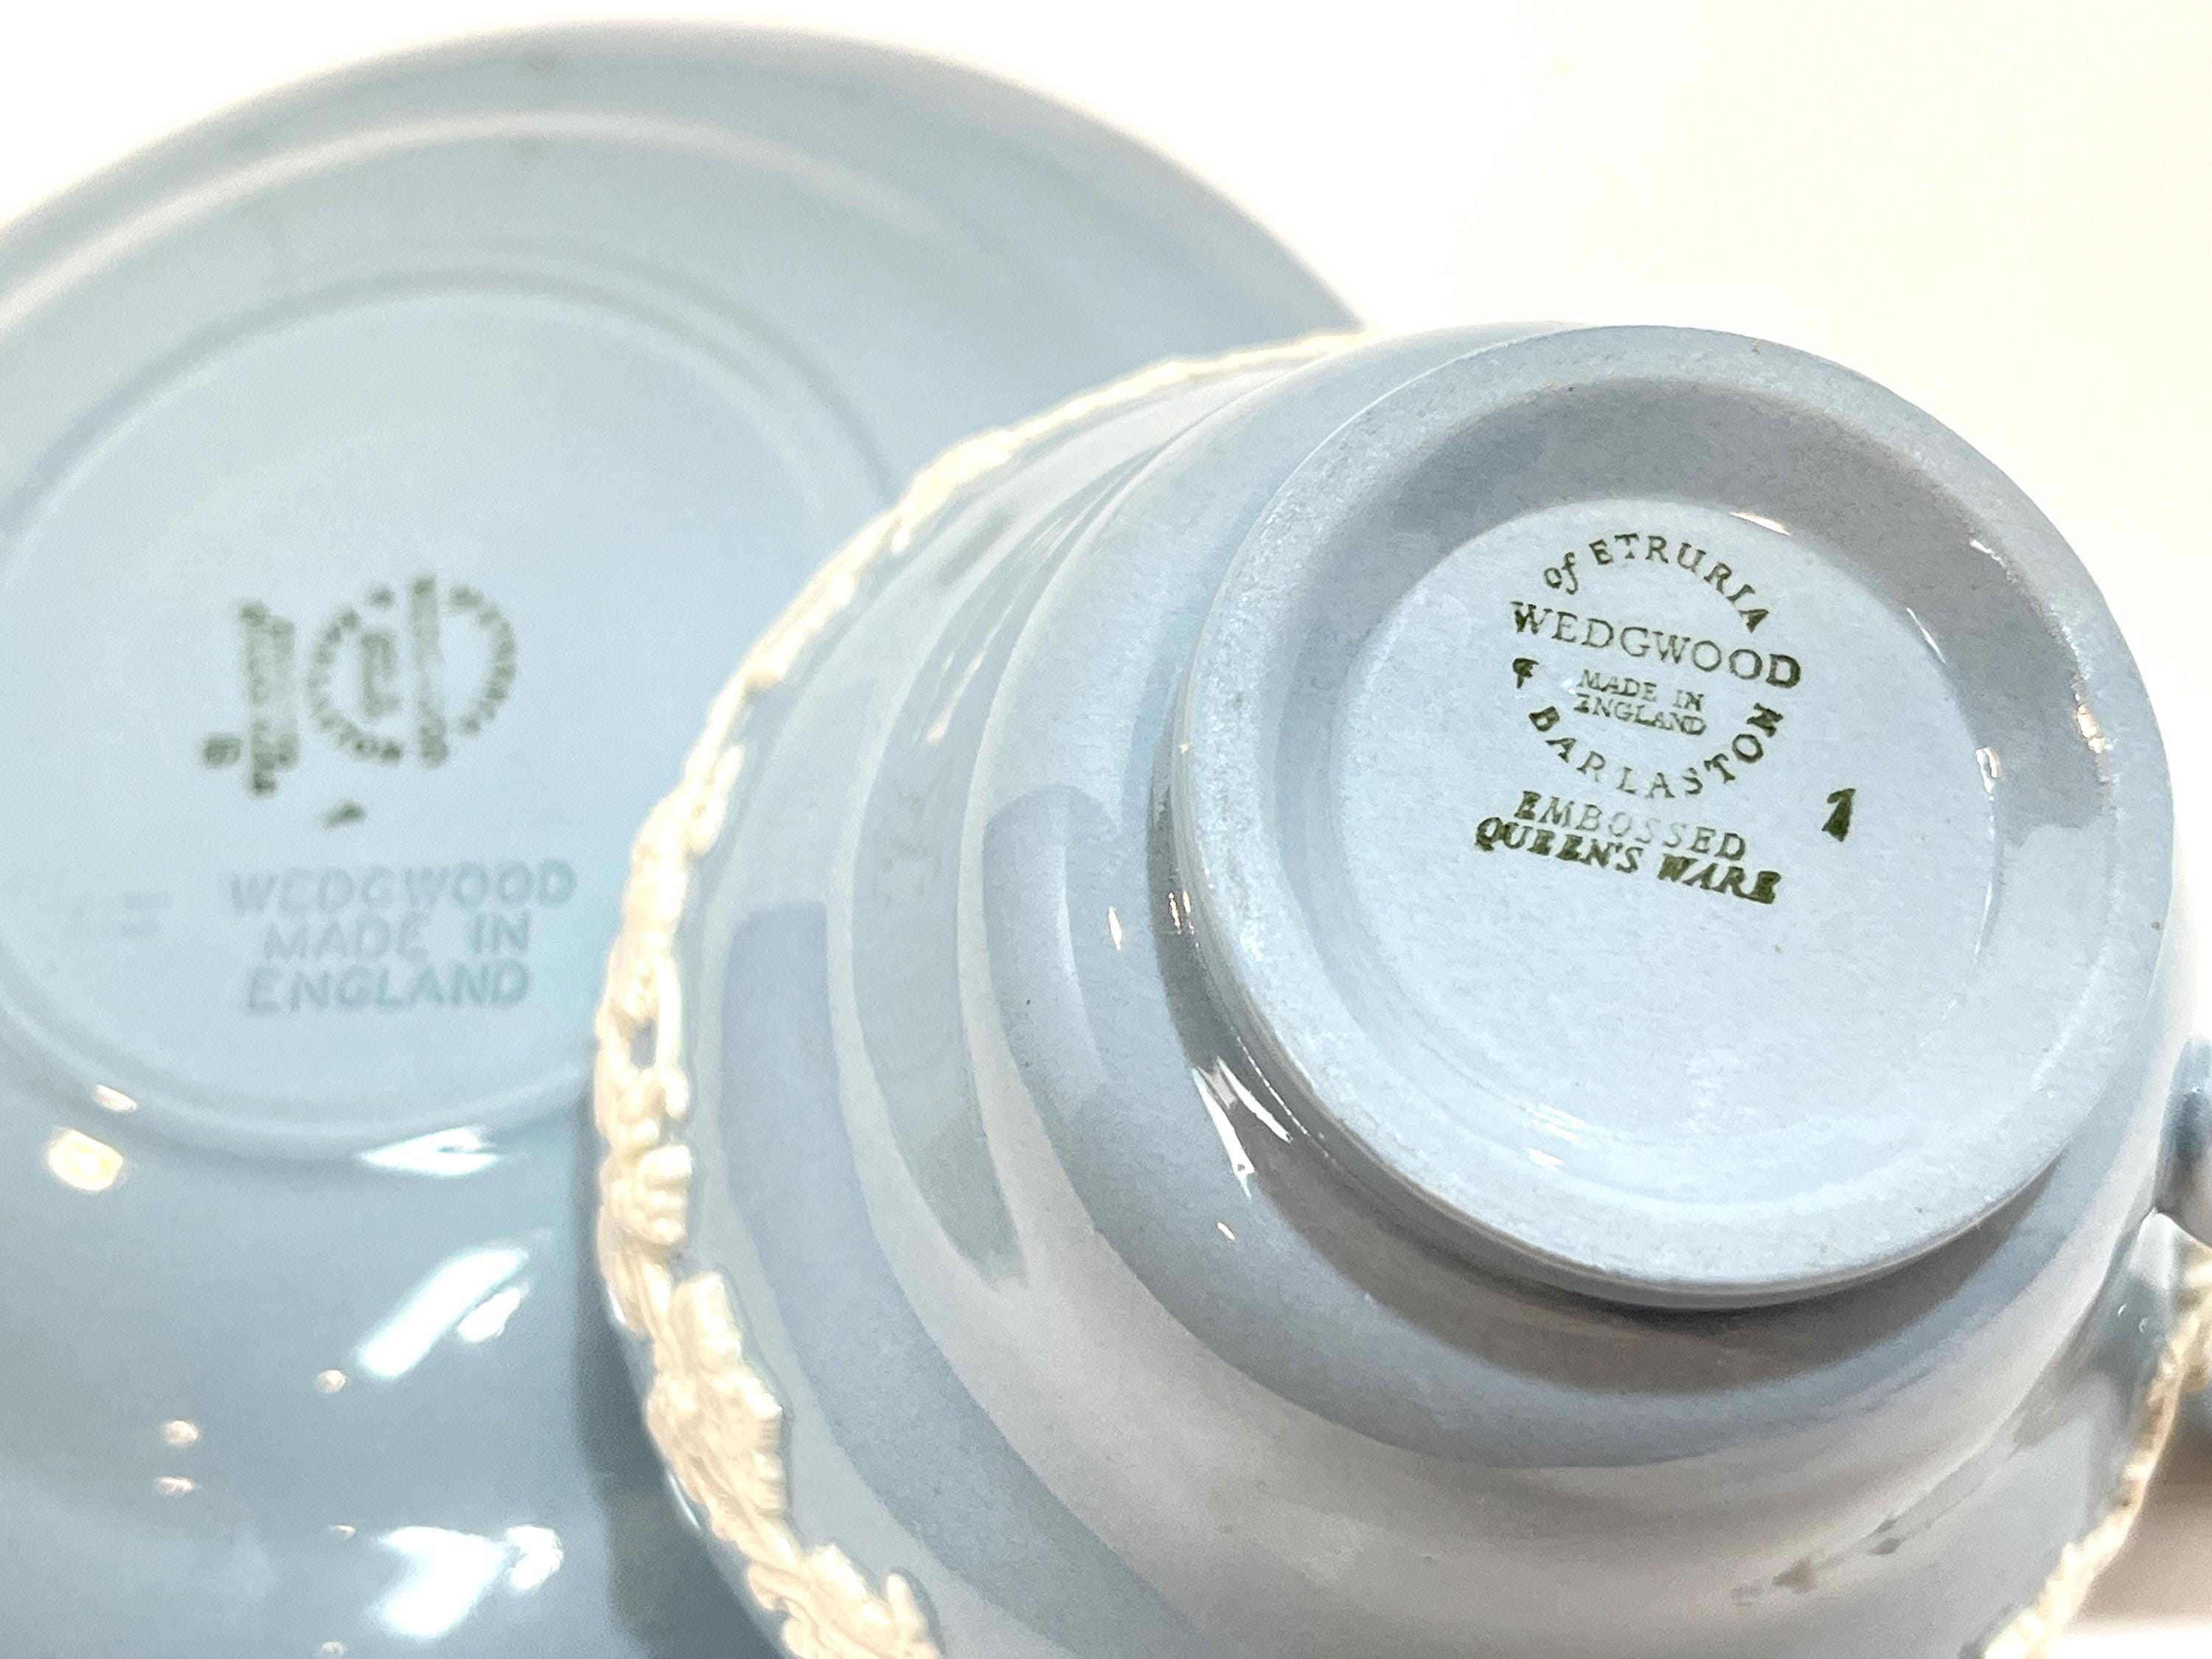 WEDGWOOD
MADE IN
ENGLAND
of ETRURIA
WEDGWOOD
MADE IN
ENGLAND
BARLASTON
EMBOSSED
QUEEN'S WARE
1